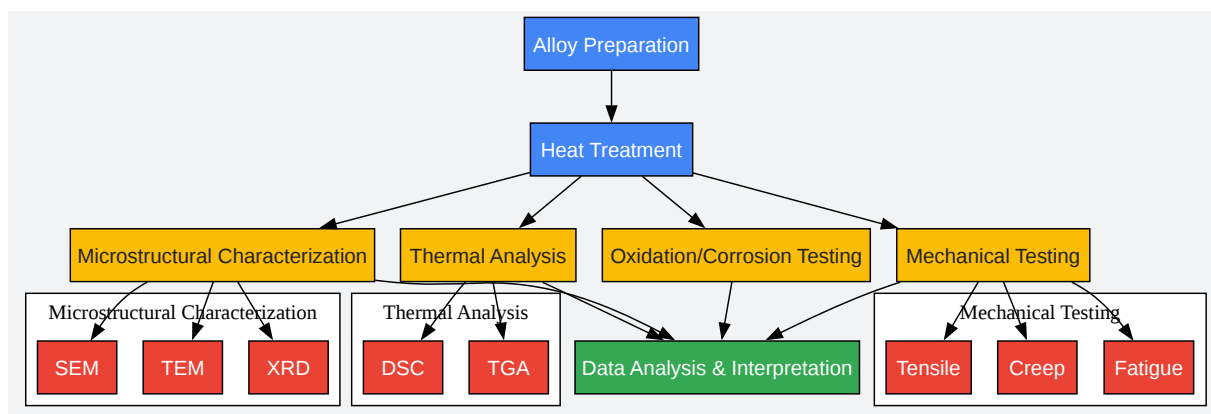 Alloy Preparation
Heat Treatment
Microstructural Characterization
Thermal Analysis
Oxidation/Corrosion Testing
Mechanical Testing
Microstructural Characterization
Thermal Analysis
Mechanical Testing
SEM
TEM
XRD
DSC
TGA
Data Analysis & Interpretation
Tensile
Creep
Fatigue